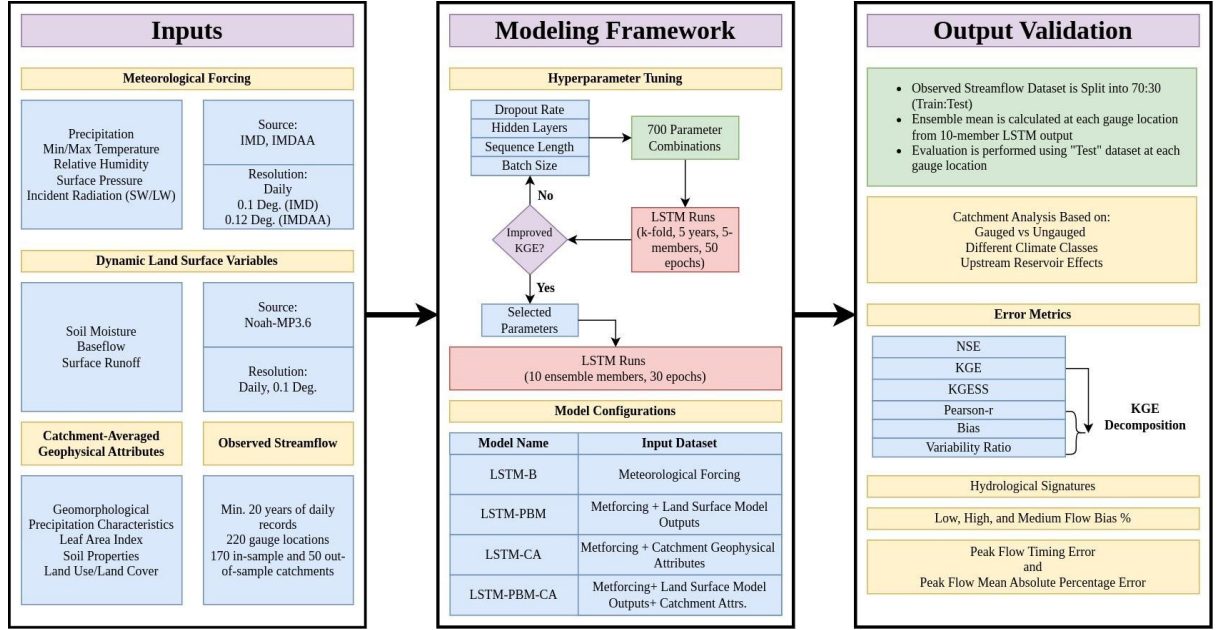 Inputs
Meteorological Forcing
Precipitation
Min/Max Temperature
Relative Humidity
Surface Pressure
Incident Radiation (SW/LW)
Source:
IMD, IMDAA
Resolution:
Daily
0.1 Deg. (IMD)
0.12 Deg. (IMDAA)
Dynamic Land Surface Variables
Soil Moisture
Baseflow
Surface Runoff
Source:
Noah-MP3.6
Resolution:
Daily, 0.1 Deg.
Catchment-Averaged
Geophysical Attributes
Observed Streamflow
Geomorphological
Precipitation Characteristics
Leaf Area Index
Soil Properties
Land Use/Land Cover
Min. 20 years of daily
records
220 gauge locations
170 in-sample and 50 out-
of-sample catchments
Modeling Framework
Hyperparameter Tuning
Dropout Rate
Hidden Layers
Sequence Length
Batch Size
700 Parameter
Combinations
LSTM Runs
(k-fold, 5 years, 5-
members, 50
epochs)
Improved
KGE?
No
Yes
Selected
Parameters
LSTM Runs
(10 ensemble members, 30 epochs)
Model Configurations
Model Name
Input Dataset
LSTM-B
Meteorological Forcing
LSTM-PBM
Metforcing + Land Surface Model
Outputs
LSTM-CA
Metforcing + Catchment Geophysical
Attributes
LSTM-PBM-CA
Metforcing+ Land Surface Model
Outputs+ Catchment Attrs.
Output Validation
• Observed Streamflow Dataset is Split into 70:30
(Train:Test)
• Ensemble mean is calculated at each gauge location
from 10-member LSTM output
• Evaluation is performed using "Test" dataset at each
gauge location
Catchment Analysis Based on:
Gauged vs Ungauged
Different Climate Classes
Upstream Reservoir Effects
Error Metrics
NSE
KGE
KGESS
Pearson-r
Bias
Variability Ratio
KGE
Decomposition
Hydrological Signatures
Low, High, and Medium Flow Bias %
Peak Flow Timing Error
and
Peak Flow Mean Absolute Percentage Error